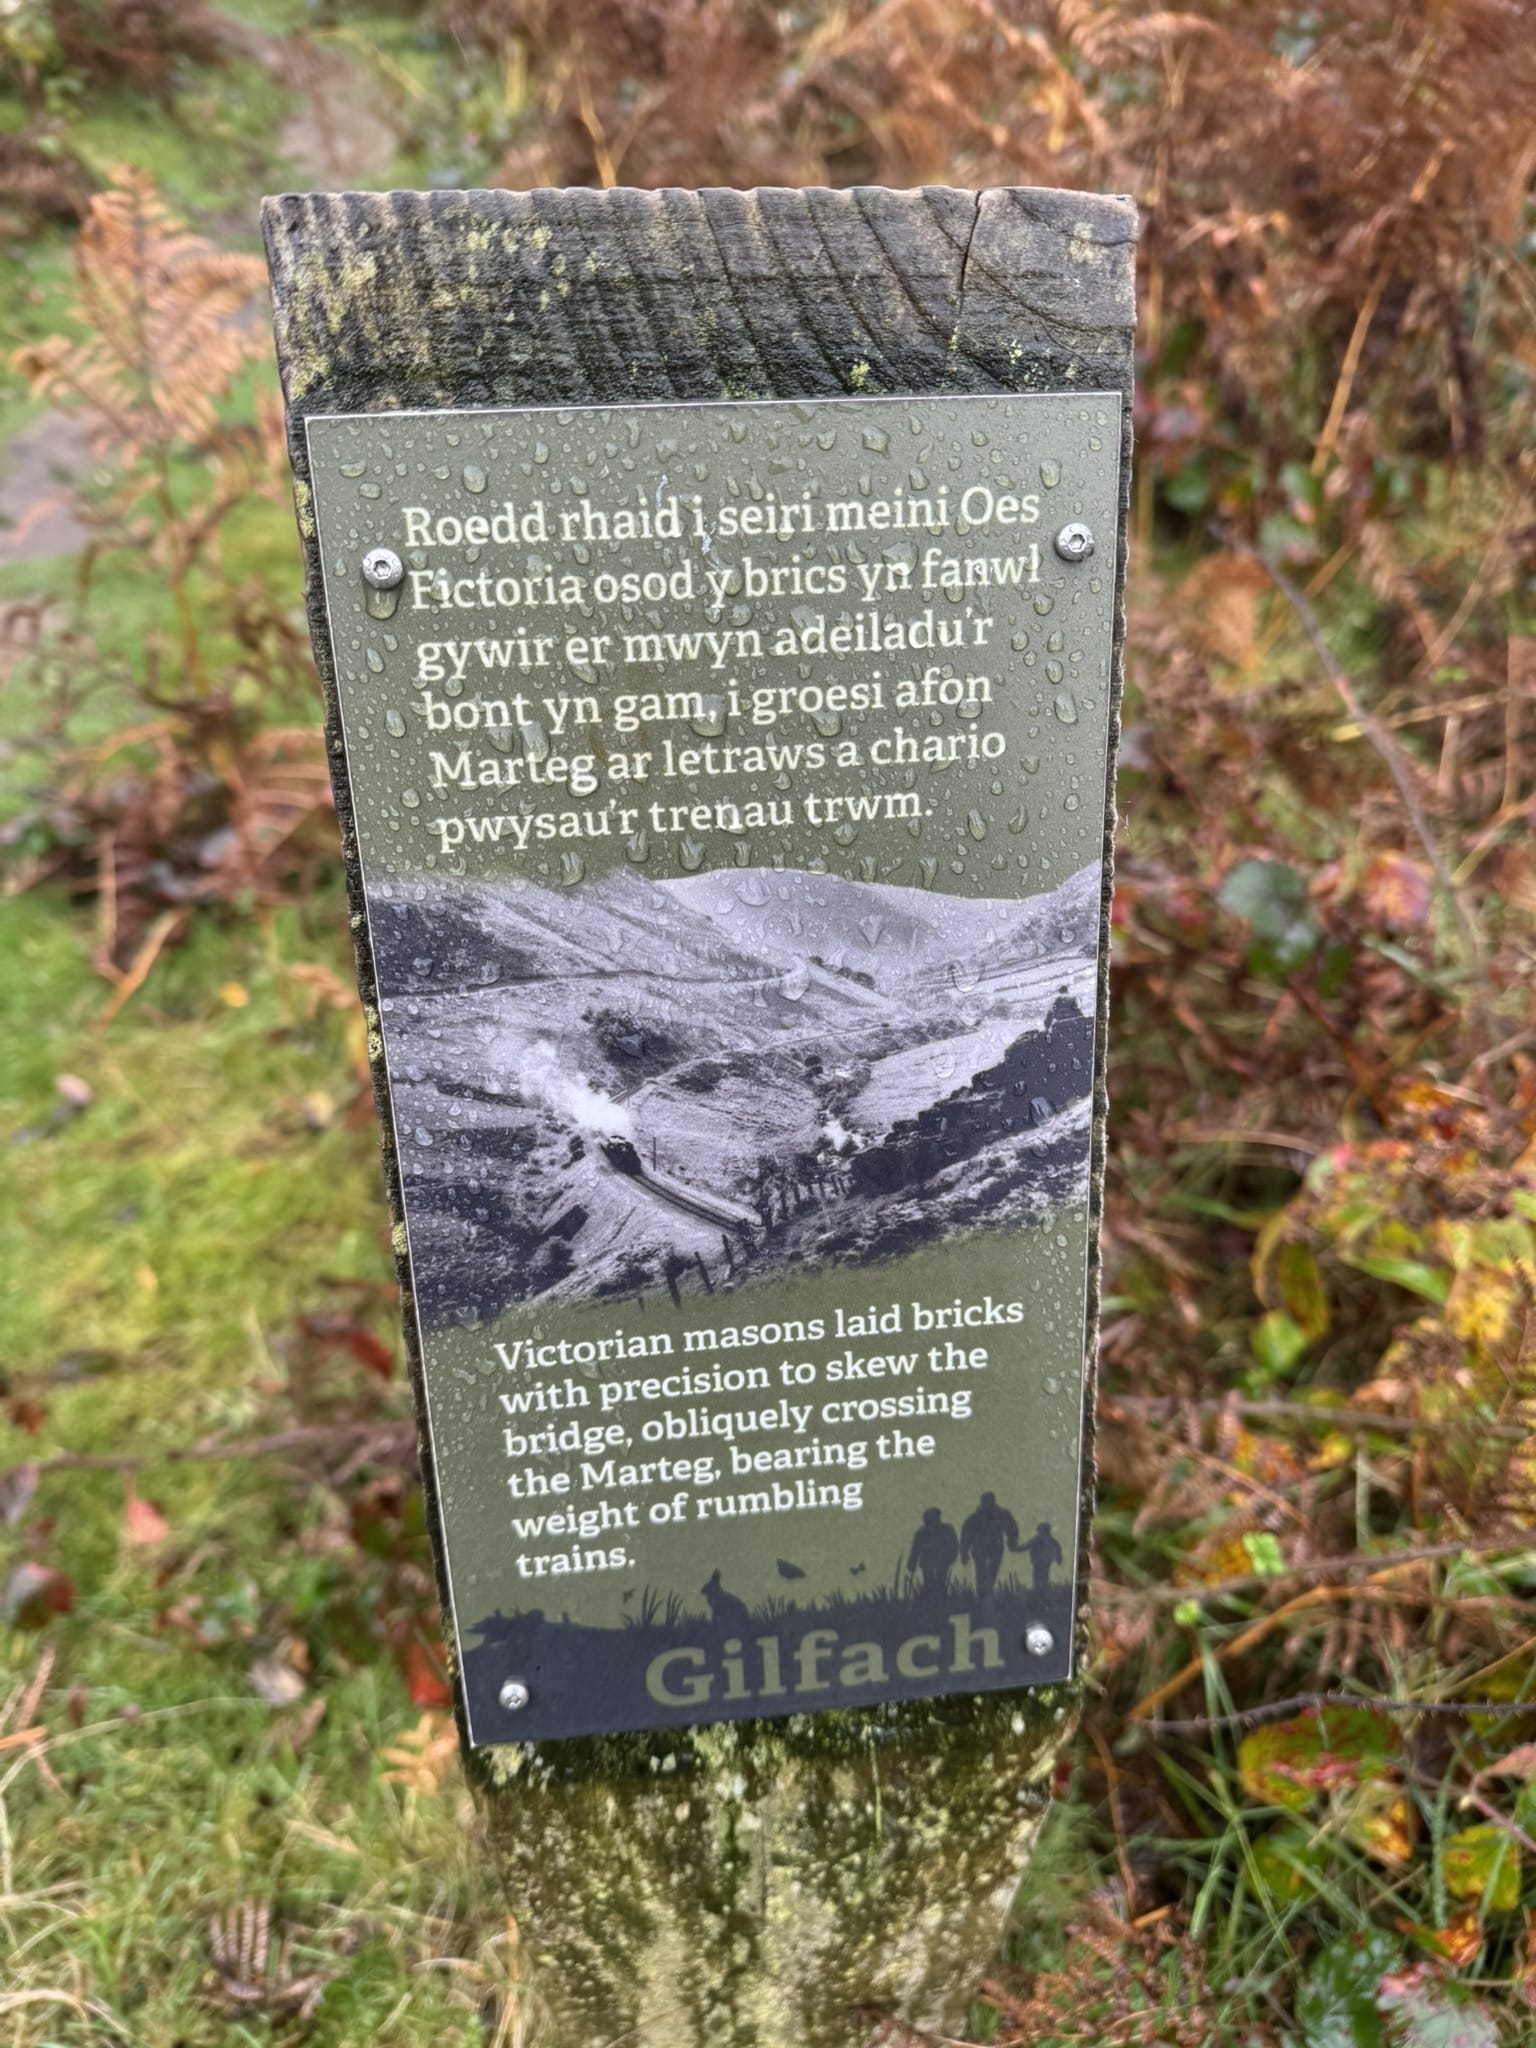 Roedd rhaid i seiri meini Oes
Fictoria osod y brics yn fanwl
gywir er mwyn adeiladu'r
bont yn gam, i groesi afon
Marteg ar letraws a chario
pwysau'r trenau trwm.
Victorian masons laid bricks
with precision to skew the
bridge, obliquely crossing
the Marteg, bearing the
weight of rumbling
trains.
Gilfach